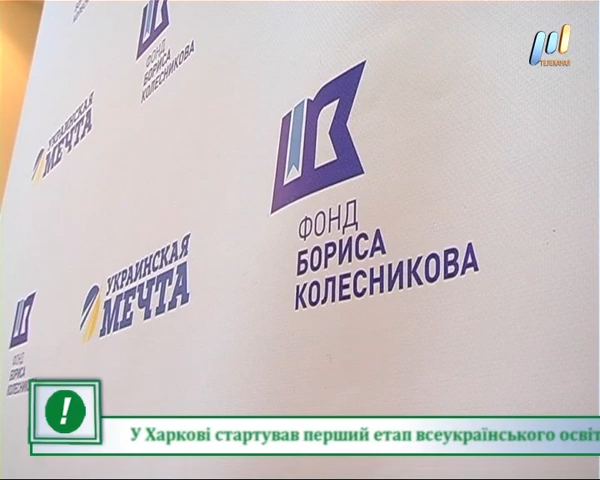 ФОНД
БОРИСА
КОЛЕСНИКОВА
УКРАИНСКАЯ
МЕЧТА
ТЕЛЕКАНАЛ
ФОНД
БОРИСА
КОЛЕСНИКОВА
УКРАИНСКАЯ
МЕЧТА
ФОНД
БОРИСА
КОЛЕСНИКОВА
! У Харкові стартував перший етап всеукраїнського освіт